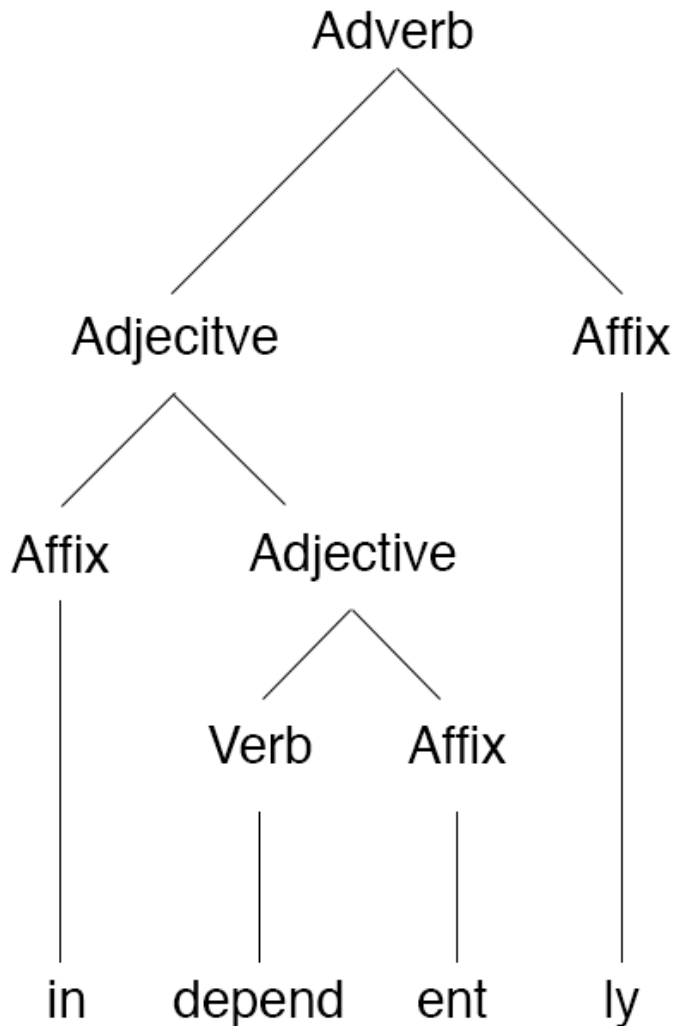 Adverb
Adjecitve Affix
Affix Adjective
Verb Affix
in depend ent ly